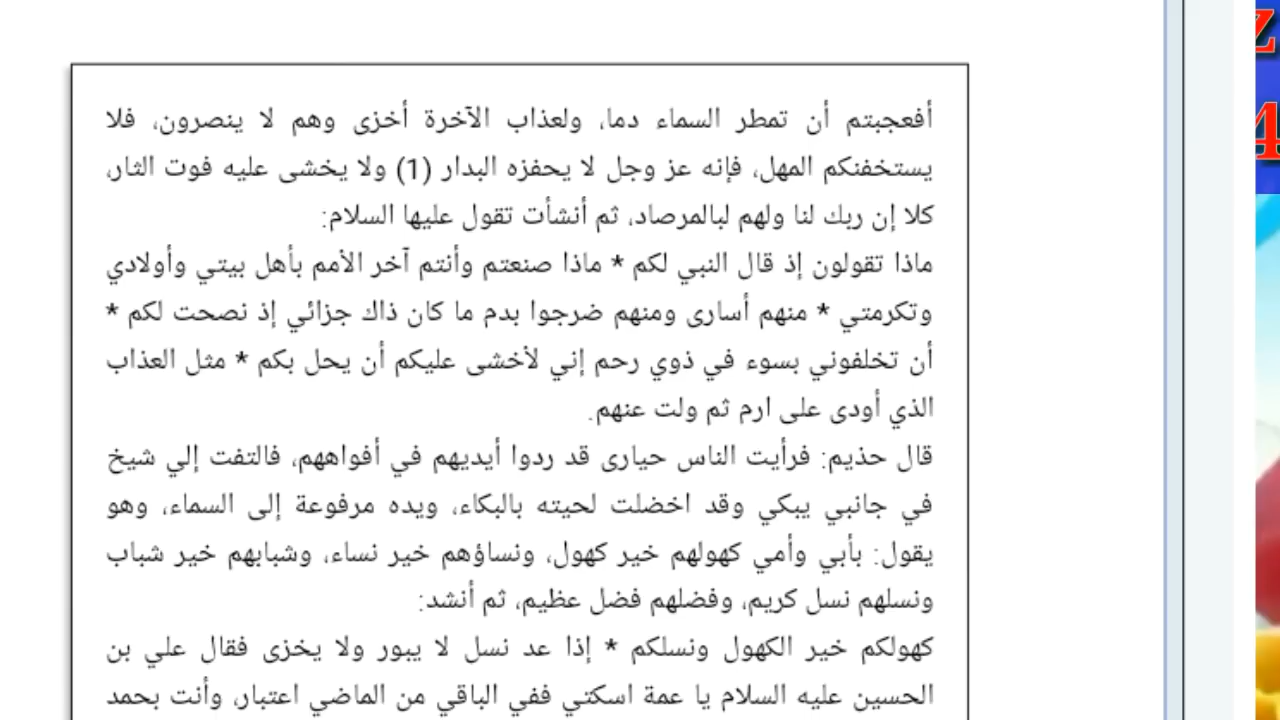 أفعجبتم أن تمطر السماء دما، ولعذاب الآخرة أخزى وهم لا ينصرون، فلا
يستخفنكم المهل، فإنه عز وجل لا يحفزه البدار (1) ولا يخشى عليه فوت الثار،
كلا إن ربك لنا ولهم لبالمرصاد، ثم أنشأت تقول عليها السلام:
ماذا تقولون إذ قال النبي لكم * ماذا صنعتم وأنتم آخر الأمم بأهل بيتي وأولادي
وتكرمتي * منهم أسارى ومنهم ضرجوا بدم ما كان ذاك جزائي إذ نصحت لكم *
أن تخلفوني بسوء في ذوي رحم إني لأخشى عليكم أن يحل بكم * مثل العذاب
الذي أودى على ارم ثم ولت عنهم.
قال حذيم: فرأيت الناس حيارى قد ردوا أيديهم في أفواههم، فالتفت إلي شيخ
في جانبي يبكي وقد اخضلت لحيته بالبكاء، ويده مرفوعة إلى السماء، وهو
يقول: بأبي وأمي كهولهم خير كهول، ونساؤهم خير نساء، وشبابهم خير شباب
ونسلهم نسل كريم، وفضلهم فضل عظيم، ثم أنشد:
كهولكم خير الكهول ونسلكم * إذا عد نسل لا يبور ولا يخزى فقال علي بن
الحسين عليه السلام يا عمة اسكتي ففي الباقي من الماضي اعتبار، وأنت بحمد
Z
4